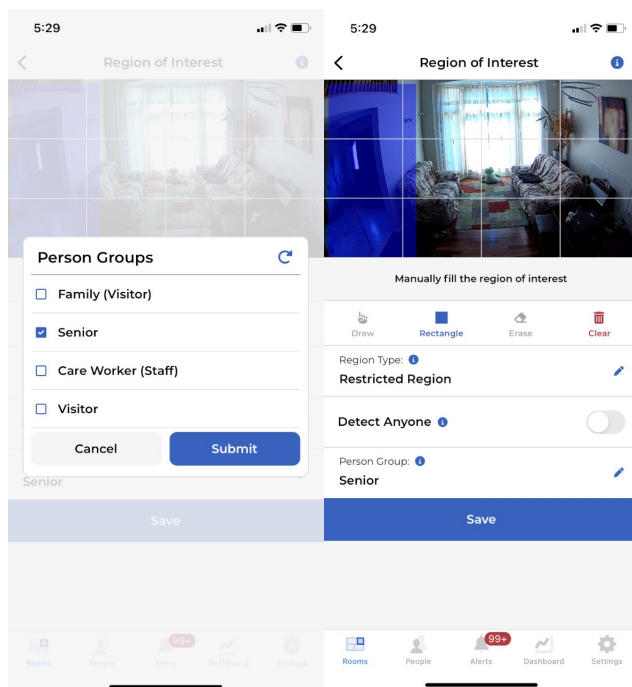 5:29
Region of Interest
Person Groups
Family (Visitor)
Senior
Care Worker (Staff)
Visitor
Cancel Submit
Senior
Save
99+
Rooms People Alerts Dashboard Settings
5:29
Region of Interest
Manually fill the region of interest
Draw Rectangle Erase Clear
Region Type:
Restricted Region
Detect Anyone
Person Group:
Senior
Save
99+
Rooms People Alerts Dashboard Settings